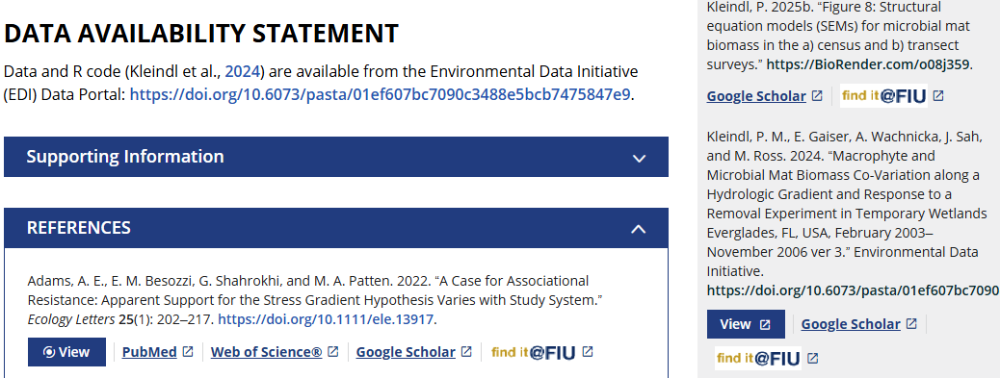 DATA AVAILABILITY STATEMENT
Data and R code (Kleindl et al., 2024) are available from the Environmental Data Initiative
(EDI) Data Portal: https://doi.org/10.6073/pasta/01ef607bc7090c3488e5bcb7475847e9.
Supporting Information
REFERENCES
Adams, A. E., E. M. Besozzi, G. Shahrokhi, and M. A. Patten. 2022. “A Case for Associational
Resistance: Apparent Support for the Stress Gradient Hypothesis Varies with Study System.”
Ecology Letters 25(1): 202–217. https://doi.org/10.1111/ele.13917.
View PubMed Web of Science® Google Scholar find it@FIU
Kleindl, P. 2025b. “Figure 8: Structural
equation models (SEMs) for microbial mat
biomass in the a) census and b) transect
surveys.” https://BioRender.com/o08j359.
Google Scholar find it@FIU
Kleindl, P. M., E. Gaiser, A. Wachnicka, J. Sah,
and M. Ross. 2024. “Macrophyte and
Microbial Mat Biomass Co-Variation along a
Hydrologic Gradient and Response to a
Removal Experiment in Temporary Wetlands
Everglades, FL, USA, February 2003–
November 2006 ver 3.” Environmental Data
Initiative.
https://doi.org/10.6073/pasta/01ef607bc7090
View Google Scholar
find it@FIU